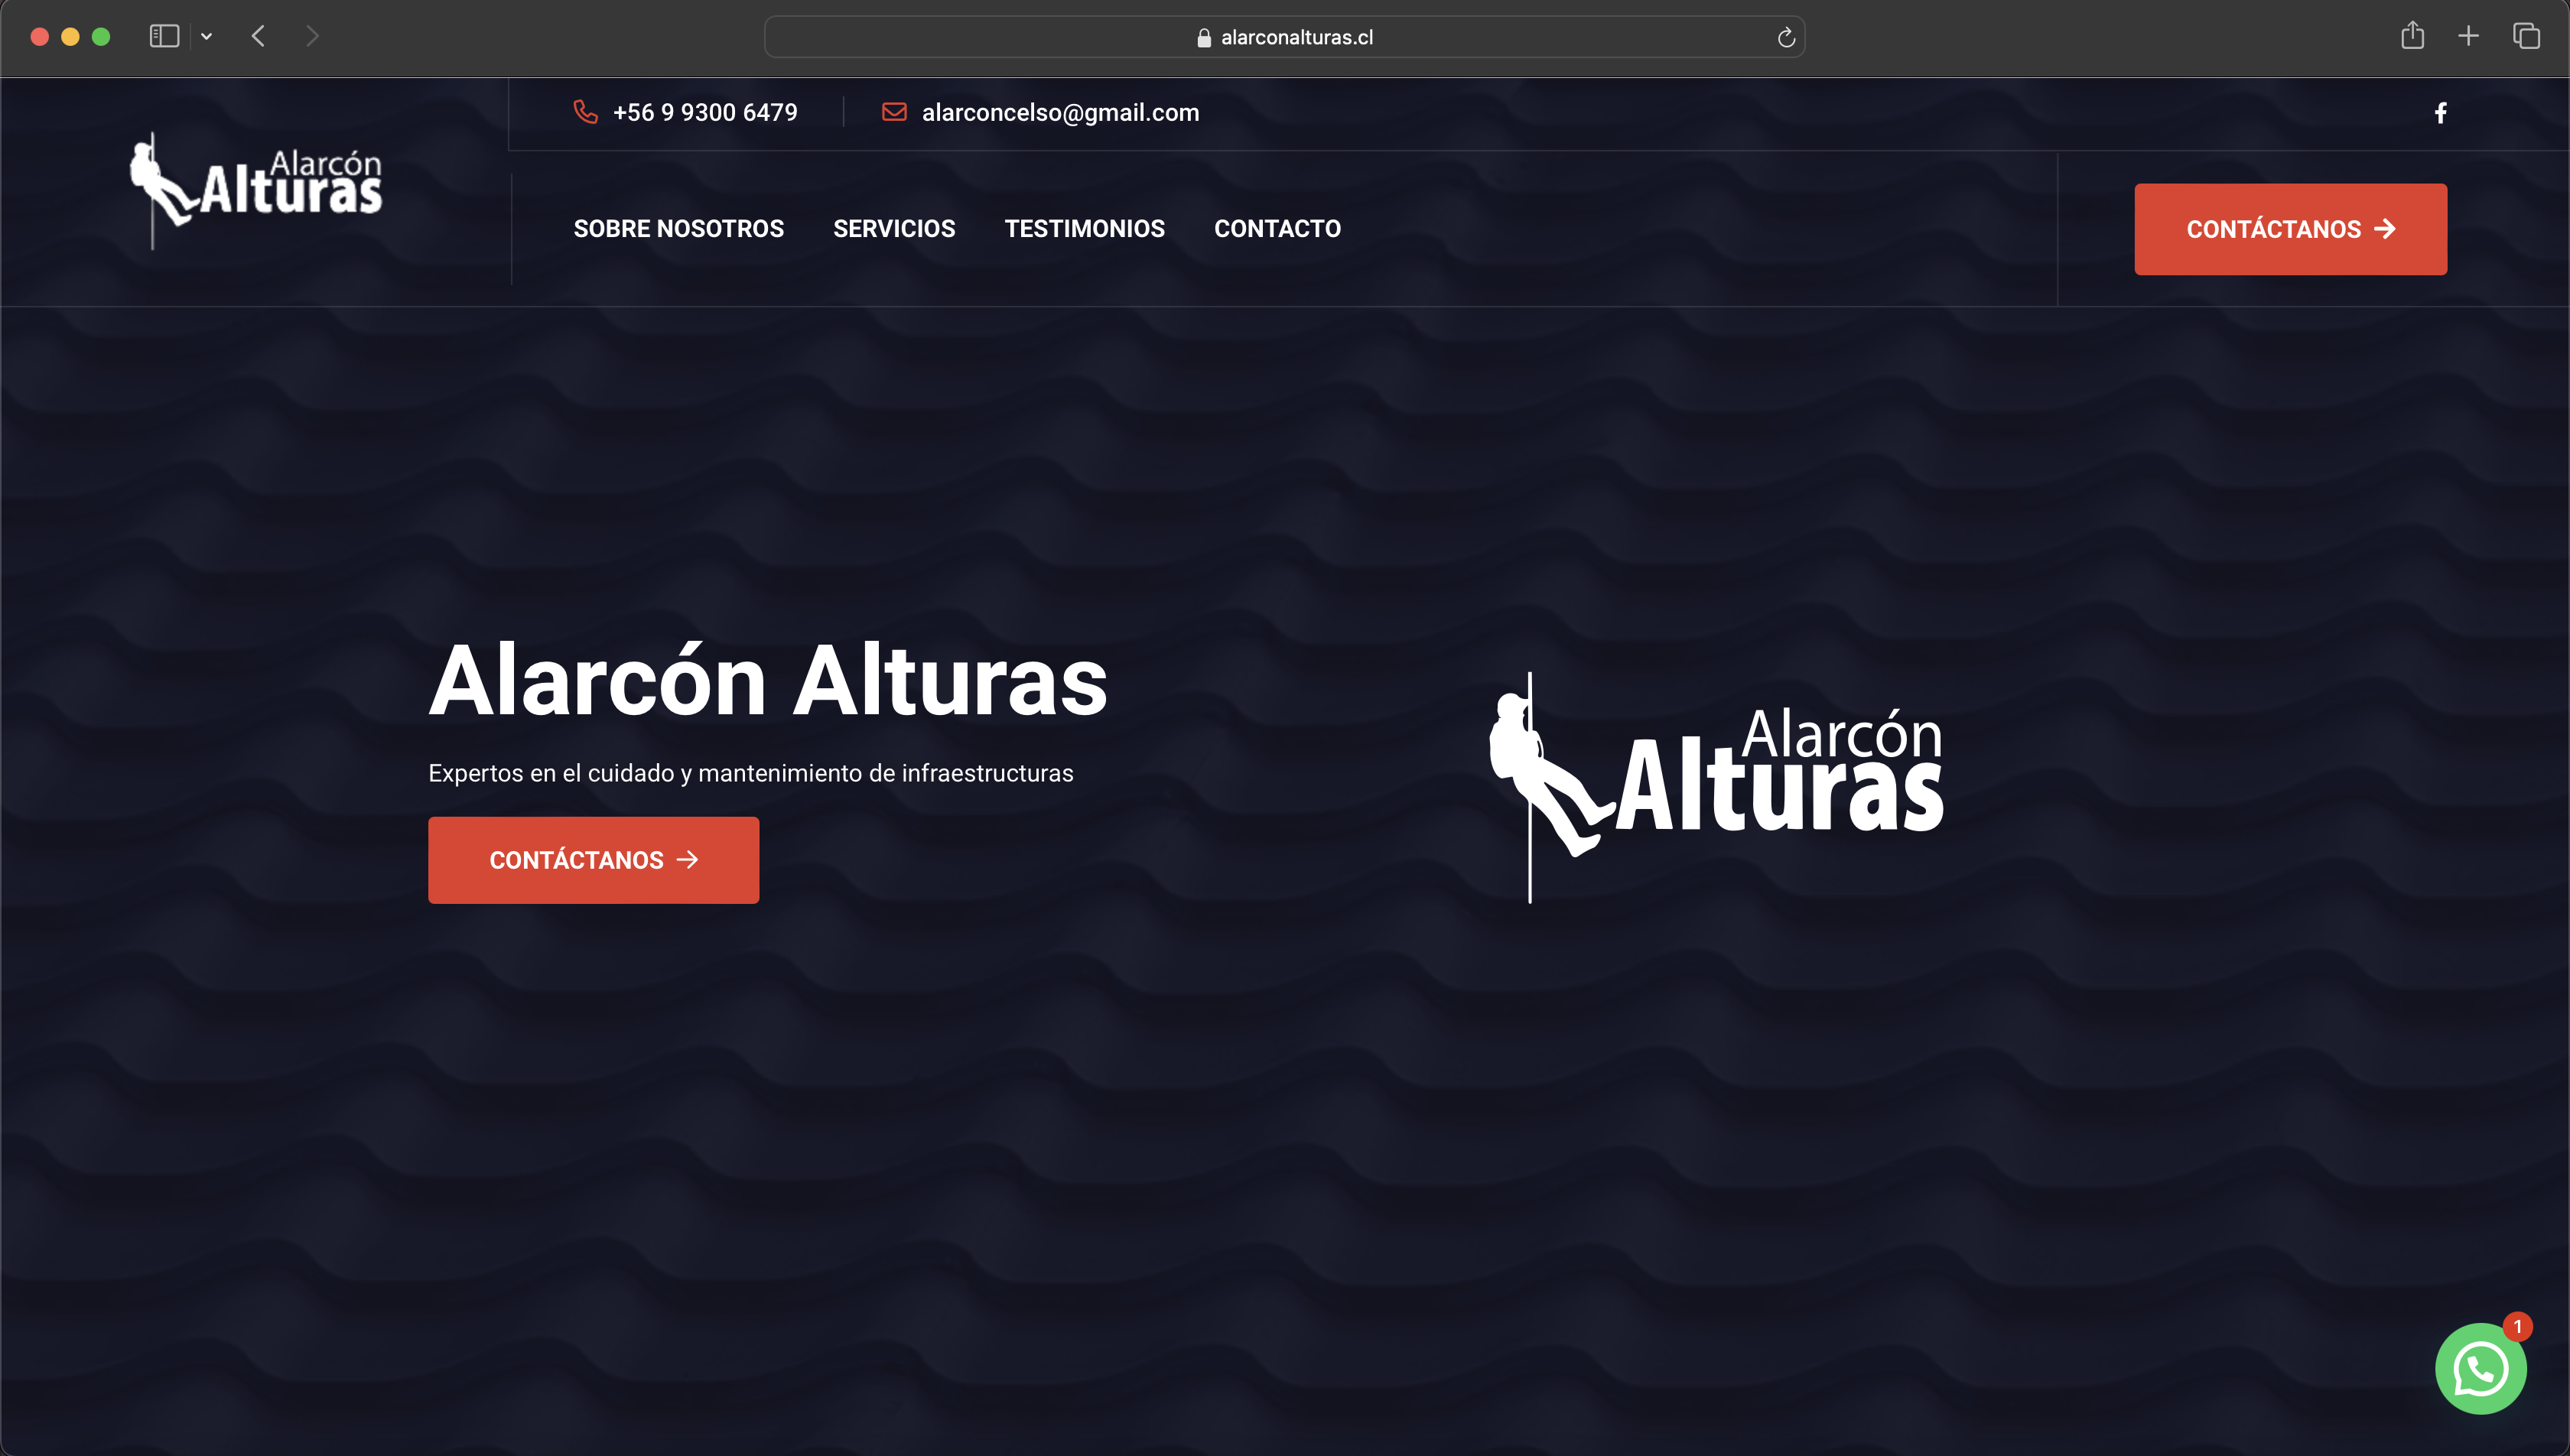 alarconalturas.cl
+56 9 9300 6479
alarconcelso@gmail.com
Alarcón
Alturas
SOBRE NOSOTROS
SERVICIOS
TESTIMONIOS
CONTACTO
CONTÁCTANOS
Alarcón Alturas
Expertos en el cuidado y mantenimiento de infraestructuras
CONTÁCTANOS
Alarcón
Alturas
1